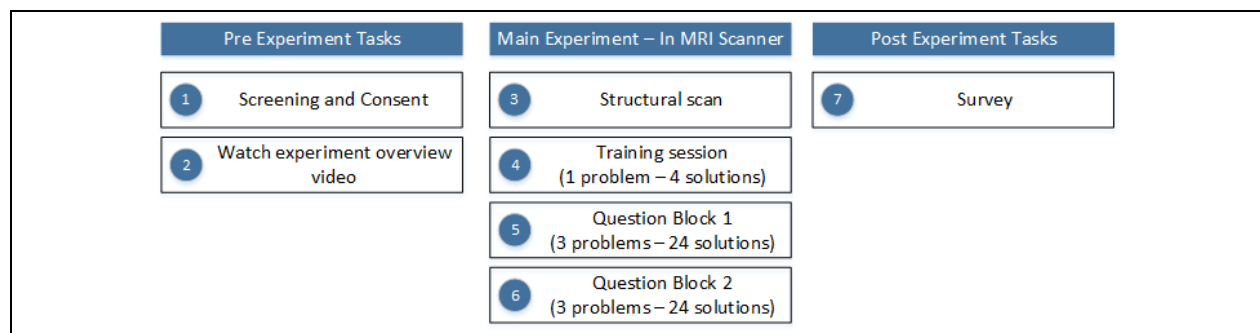 Pre Experiment Tasks
1
Screening and Consent
2
Watch experiment overview
video
Main Experiment – In MRI Scanner
3
Structural scan
4
Training session
(1 problem – 4 solutions)
5
Question Block 1
(3 problems – 24 solutions)
6
Question Block 2
(3 problems – 24 solutions)
Post Experiment Tasks
7
Survey